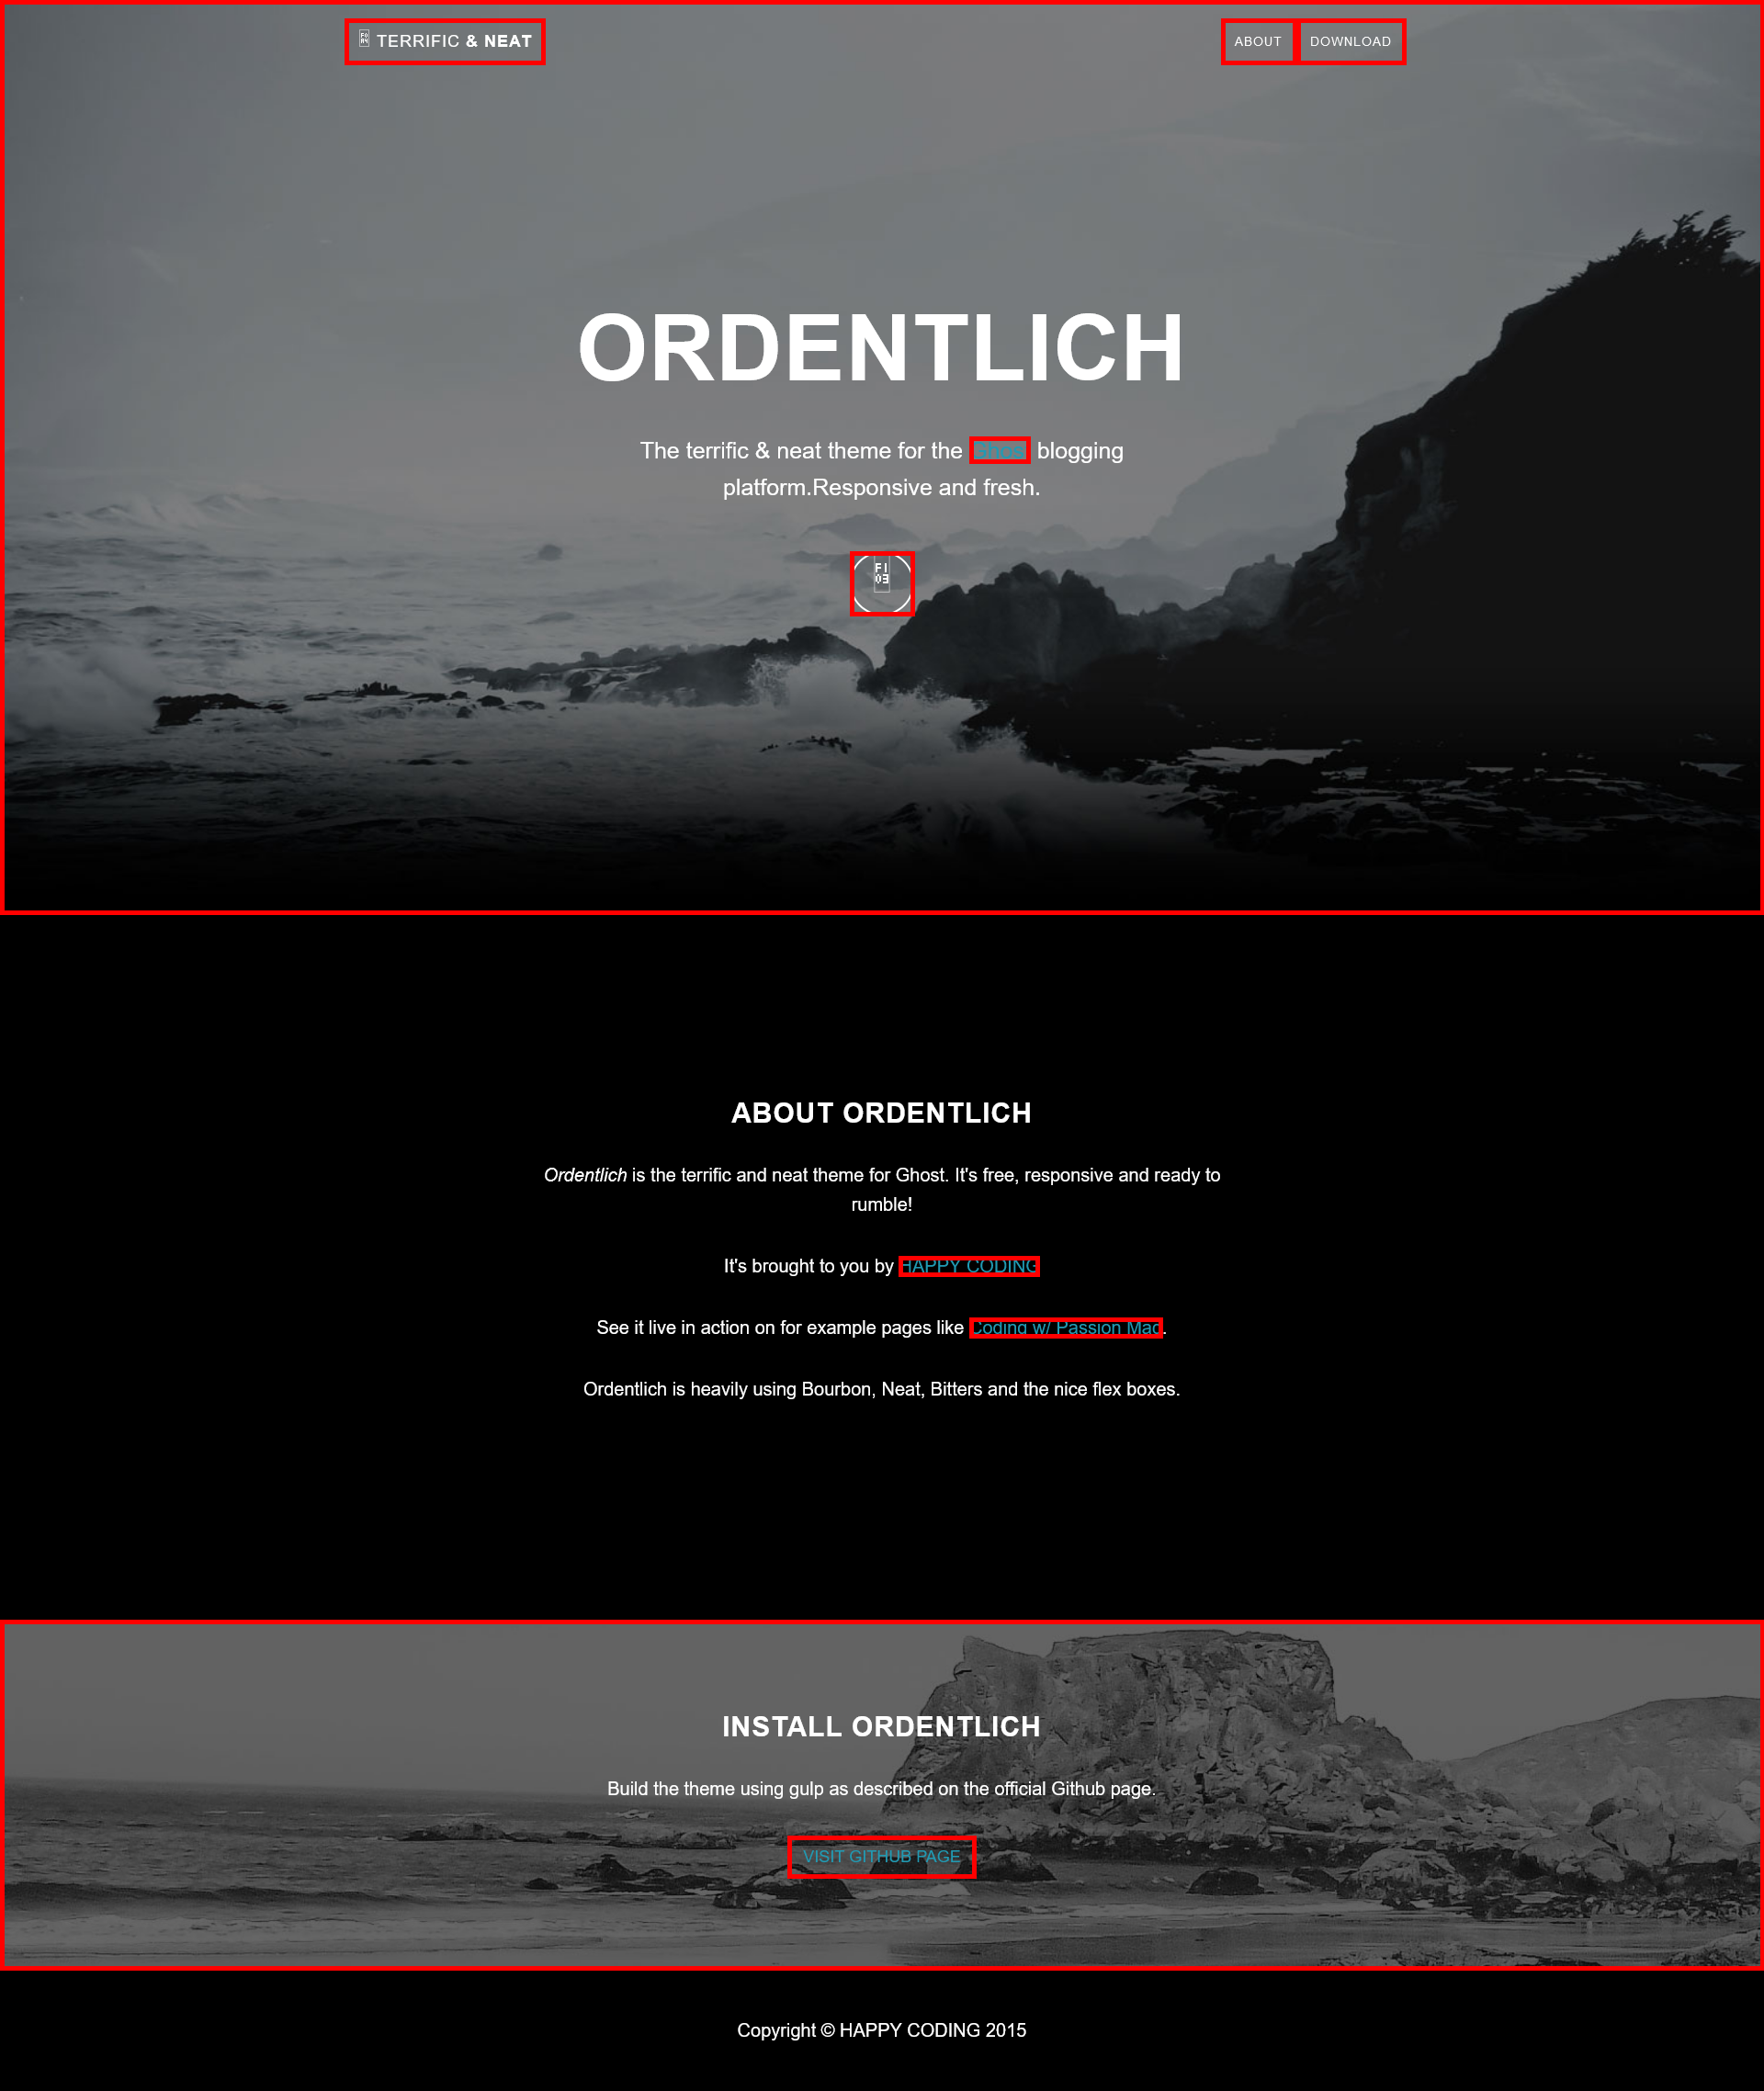 TERRIFIC & NEAT
ABOUT
DOWNLOAD
ORDENTLICH
The terrific & neat theme for the Ghost blogging
platform.Responsive and fresh.
ABOUT ORDENTLICH
Ordentlich is the terrific and neat theme for Ghost. It's free, responsive and ready to
rumble!
It's brought to you by HAPPY CODING
See it live in action on for example pages like Coding w/ Passion Mag.
Ordentlich is heavily using Bourbon, Neat, Bitters and the nice flex boxes.
INSTALL ORDENTLICH
Build the theme using gulp as described on the official Github page.
VISIT GITHUB PAGE
Copyright © HAPPY CODING 2015